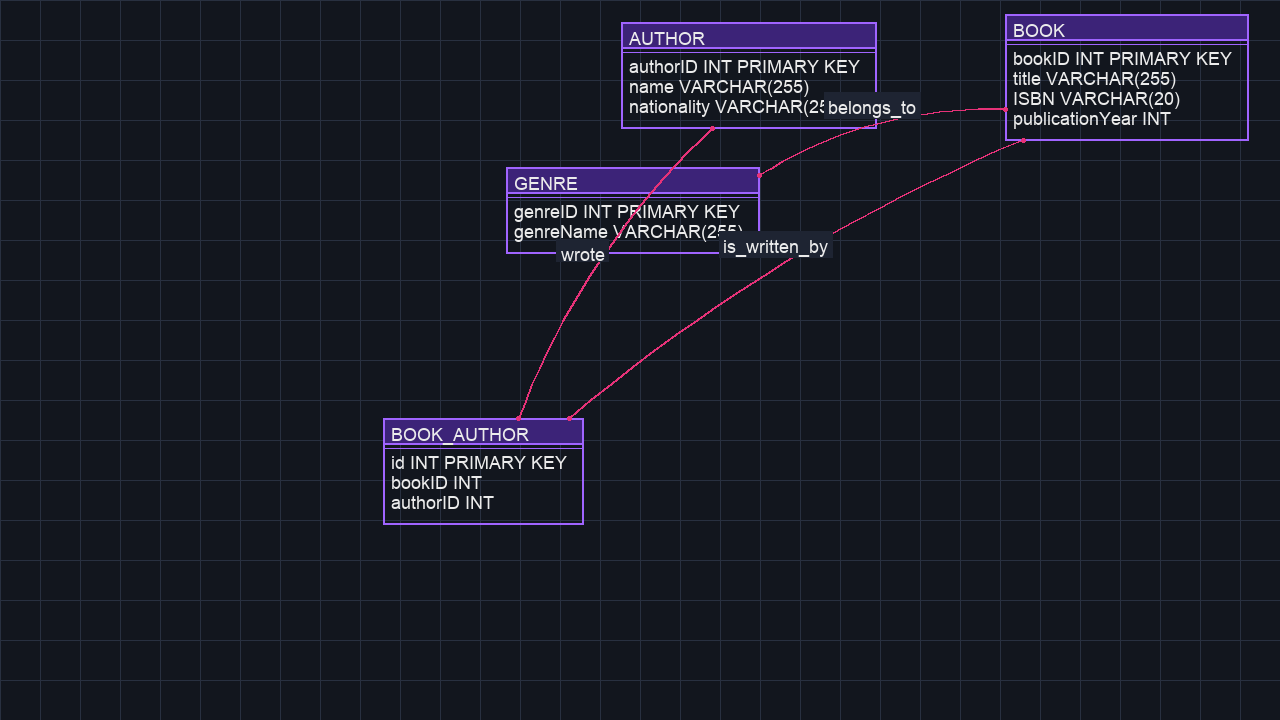 AUTHOR
authorID INT PRIMARY KEY
name VARCHAR(255)
nationality VARCHAR(25
belongs_to
BOOK
bookID INT PRIMARY KEY
title VARCHAR(255)
ISBN VARCHAR(20)
publicationYear INT
GENRE
genreID INT PRIMARY KEY
genreName VARCHAR(255)
wrote
is_written_by
BOOK_AUTHOR
id INT PRIMARY KEY
bookID INT
authorID INT